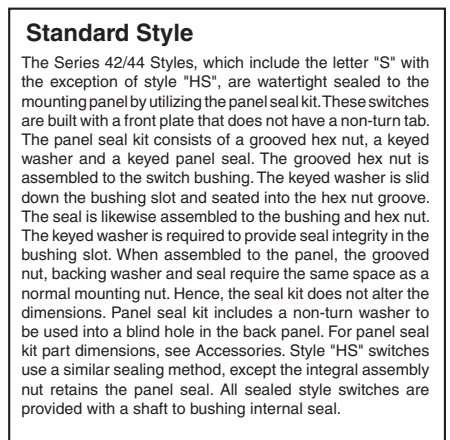 Standard Style
The Series 42/44 Styles, which include the letter "S" with
the exception of style "HS", are watertight sealed to the
mounting panel by utilizing the panel seal kit. These switches
are built with a front plate that does not have a non-turn tab.
The panel seal kit consists of a grooved hex nut, a keyed
washer and a keyed panel seal. The grooved hex nut is
assembled to the switch bushing. The keyed washer is slid
down the bushing slot and seated into the hex nut groove.
The seal is likewise assembled to the bushing and hex nut.
The keyed washer is required to provide seal integrity in the
bushing slot. When assembled to the panel, the grooved
nut, backing washer and seal require the same space as a
normal mounting nut. Hence, the seal kit does not alter the
dimensions. Panel seal kit includes a non-turn washer to
be used into a blind hole in the back panel. For panel seal
kit part dimensions, see Accessories. Style "HS" switches
use a similar sealing method, except the integral assembly
nut retains the panel seal. All sealed style switches are
provided with a shaft to bushing internal seal.